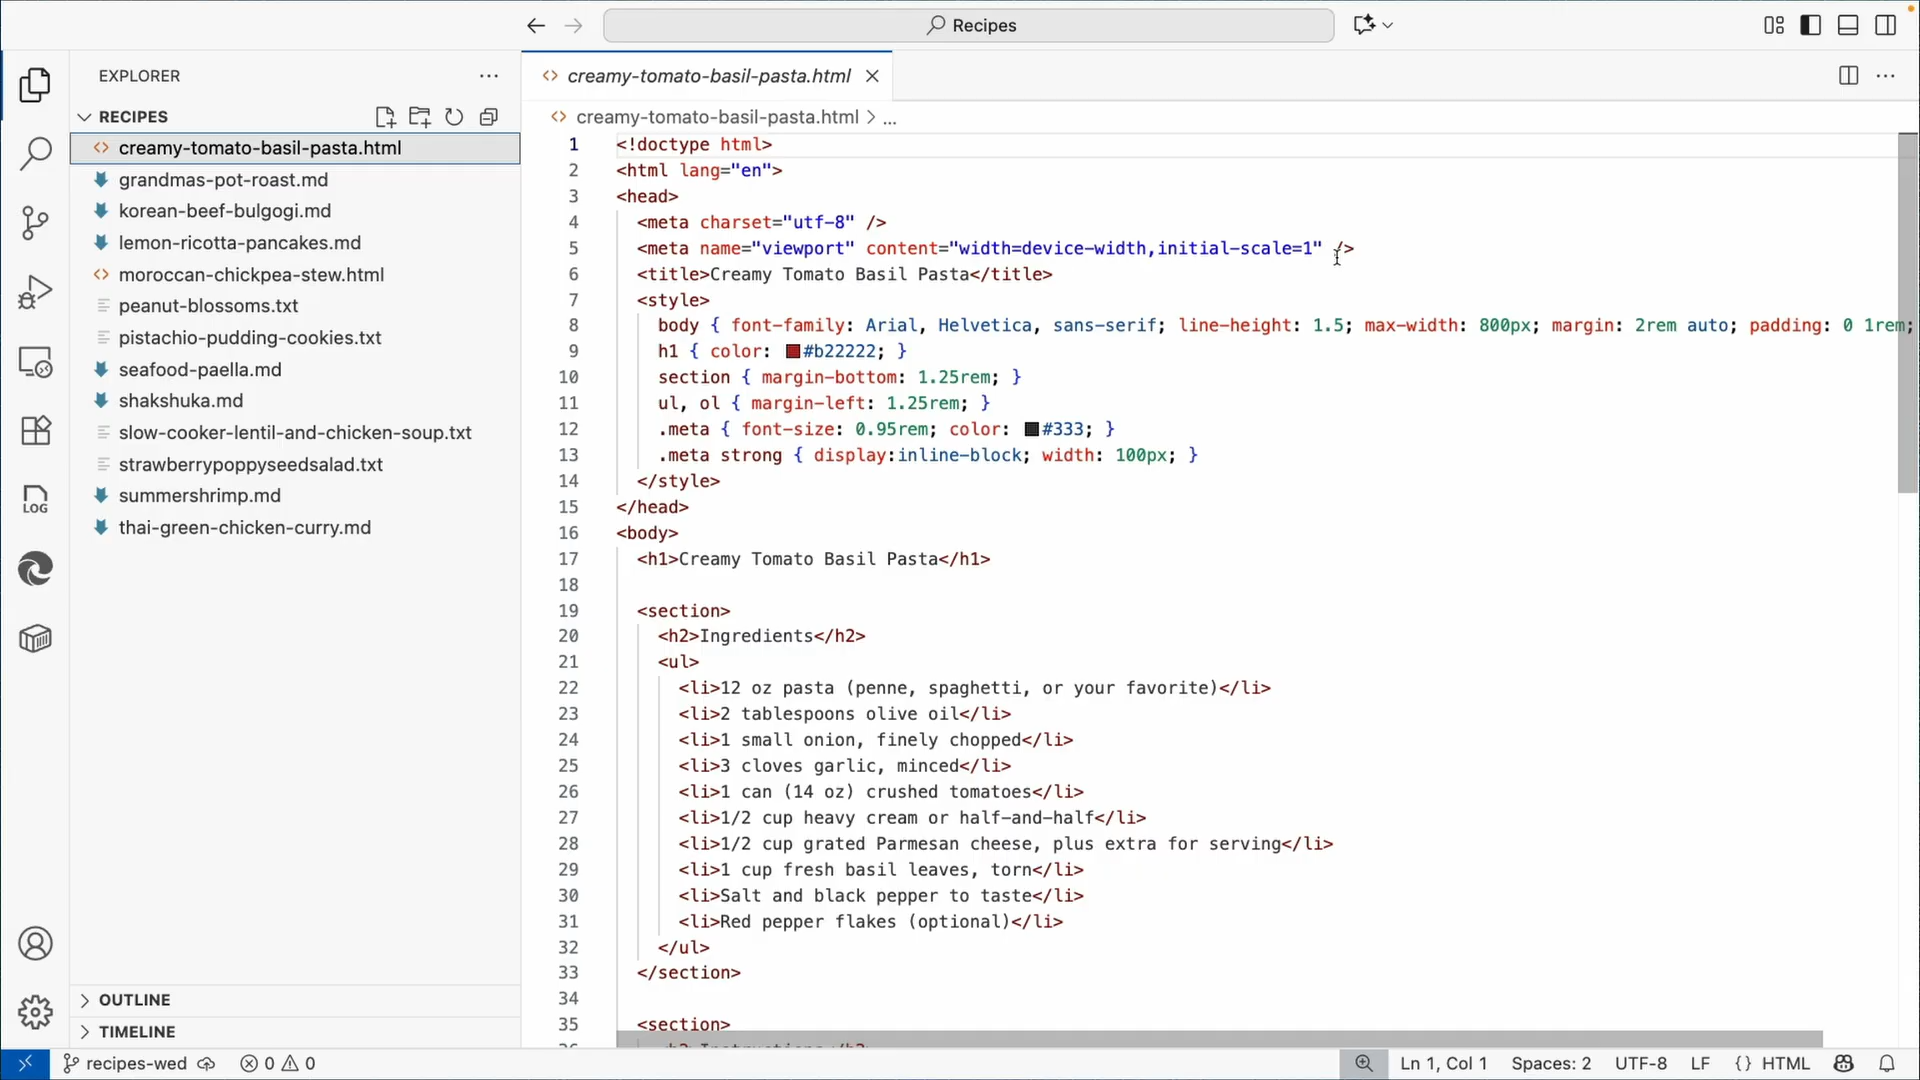 Recipes
EXPLORER
RECIPES
creamy-tomato-basil-pasta.html
grandmas-pot-roast.md
korean-beef-bulgogi.md
lemon-ricotta-pancakes.md
moroccan-chickpea-stew.html
peanut-blossoms.txt
pistachio-pudding-cookies.txt
seafood-paella.md
shakshuka.md
slow-cooker-lentil-and-chicken-soup.txt
strawberrypoppyseedsalad.txt
summershrimp.md
thai-green-chicken-curry.md
LOG
OUTLINE
TIMELINE
creamy-tomato-basil-pasta.html
creamy-tomato-basil-pasta.html > ...
1 <!doctype html>
2 <html lang="en">
3 <head>
4 <meta charset="utf-8" />
5 <meta name="viewport" content="width=device-width,initial-scale=1" />
6 <title>Creamy Tomato Basil Pasta</title>
7 <style>
8 body { font-family: Arial, Helvetica, sans-serif; line-height: 1.5; max-width: 800px; margin: 2rem auto; padding: 0 1rem;
9 h1 { color: #b22222; }
10 section { margin-bottom: 1.25rem; }
11 ul, ol { margin-left: 1.25rem; }
12 .meta { font-size: 0.95rem; color: #333; }
13 .meta strong { display:inline-block; width: 100px; }
14 </style>
15 </head>
16 <body>
17 <h1>Creamy Tomato Basil Pasta</h1>
18
19 <section>
20 <h2>Ingredients</h2>
21 <ul>
22 <li>12 oz pasta (penne, spaghetti, or your favorite)</li>
23 <li>2 tablespoons olive oil</li>
24 <li>1 small onion, finely chopped</li>
25 <li>3 cloves garlic, minced</li>
26 <li>1 can (14 oz) crushed tomatoes</li>
27 <li>1/2 cup heavy cream or half-and-half</li>
28 <li>1/2 cup grated Parmesan cheese, plus extra for serving</li>
29 <li>1 cup fresh basil leaves, torn</li>
30 <li>Salt and black pepper to taste</li>
31 <li>Red pepper flakes (optional)</li>
32 </ul>
33 </section>
34
35 <section>
recipes-wed 0 0 Ln 1, Col 1 Spaces: 2 UTF-8 LF {} HTML